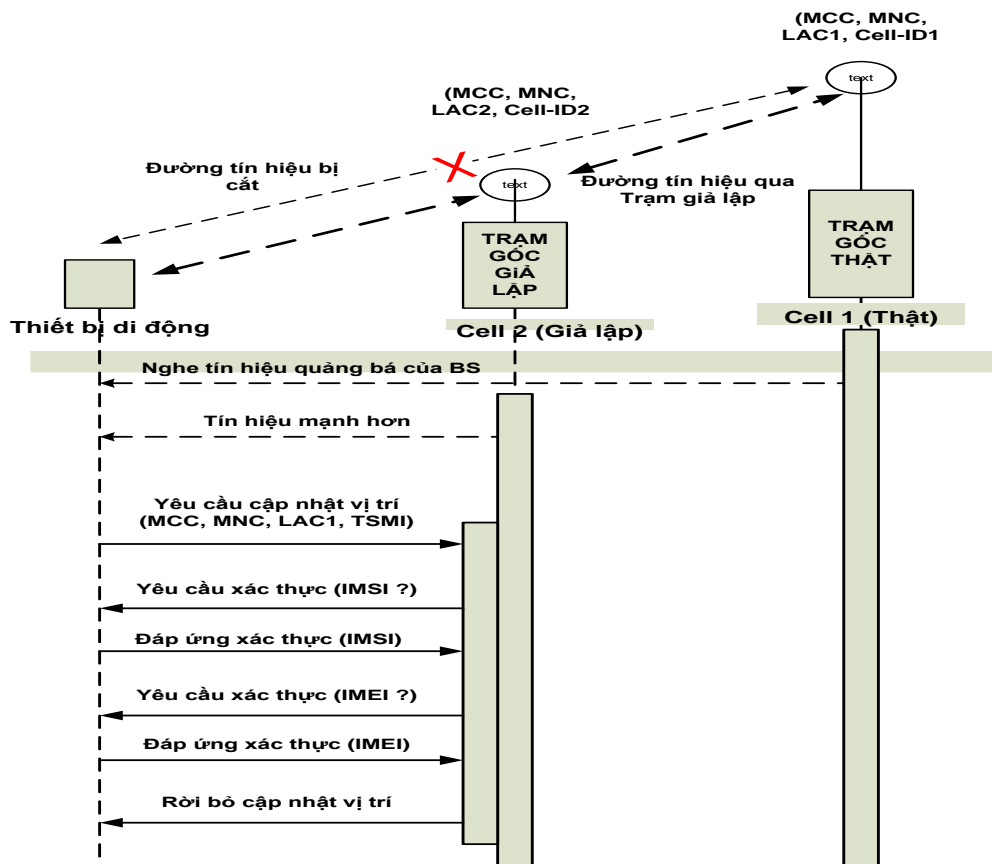 (MCC, MNC,
LAC1, Cell-ID1
text
(MCC, MNC,
LAC2, Cell-ID2
Đường tín hiệu bị
cắt
text
Đường tín hiệu qua
Trạm giả lập
TRẠM
GỐC
GiẢ
LẬP
TRẠM
GỐC
THẬT
Thiết bị di động
Cell 2 (Giả lập)
Cell 1 (Thật)
Nghe tín hiệu quảng bá của BS
Tín hiệu mạnh hơn
Yêu cầu cập nhật vị trí
(MCC, MNC, LAC1, TSMI)
Yêu cầu xác thực (IMSI ?)
Đáp ứng xác thực (IMSI)
Yêu cầu xác thực (IMEI ?)
Đáp ứng xác thực (IMEI)
Rời bỏ cập nhật vị trí